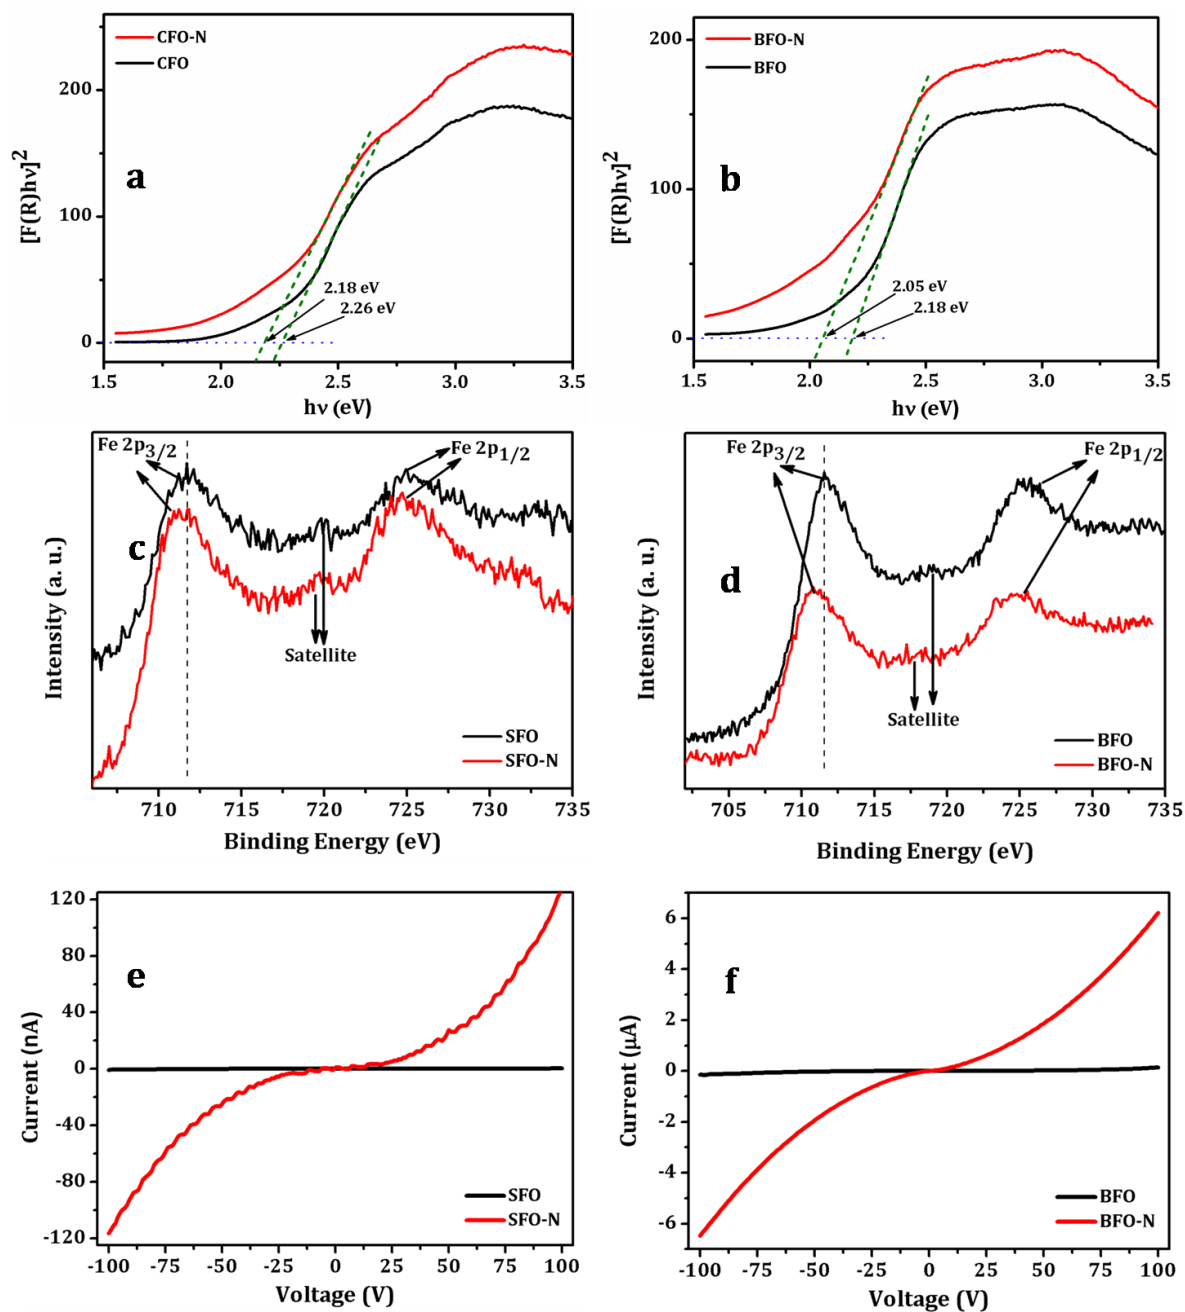 CFO-N
CFO
200
100
0
[F(R)hν]2
a
2.18 eV
2.26 eV
1.5 2.0 2.5 3.0 3.5
hν (eV)
BFO-N
BFO
200
100
0
[F(R)hν]2
b
2.05 eV
2.18 eV
1.5 2.0 2.5 3.0 3.5
hν (eV)
Fe 2p3/2
Fe 2p1/2
c
Intensity (a. u.)
Satellite
SFO
SFO-N
710 715 720 725 730 735
Binding Energy (eV)
Fe 2p3/2
Fe 2p1/2
d
Intensity (a. u.)
Satellite
BFO
BFO-N
705 710 715 720 725 730 735
Binding Energy (eV)
120
80
40
0
-40
-80
-120
Current (nA)
e
SFO
SFO-N
-100 -75 -50 -25 0 25 50 75 100
Voltage (V)
6
4
2
0
-2
-4
-6
Current (μA)
f
BFO
BFO-N
-100 -75 -50 -25 0 25 50 75 100
Voltage (V)